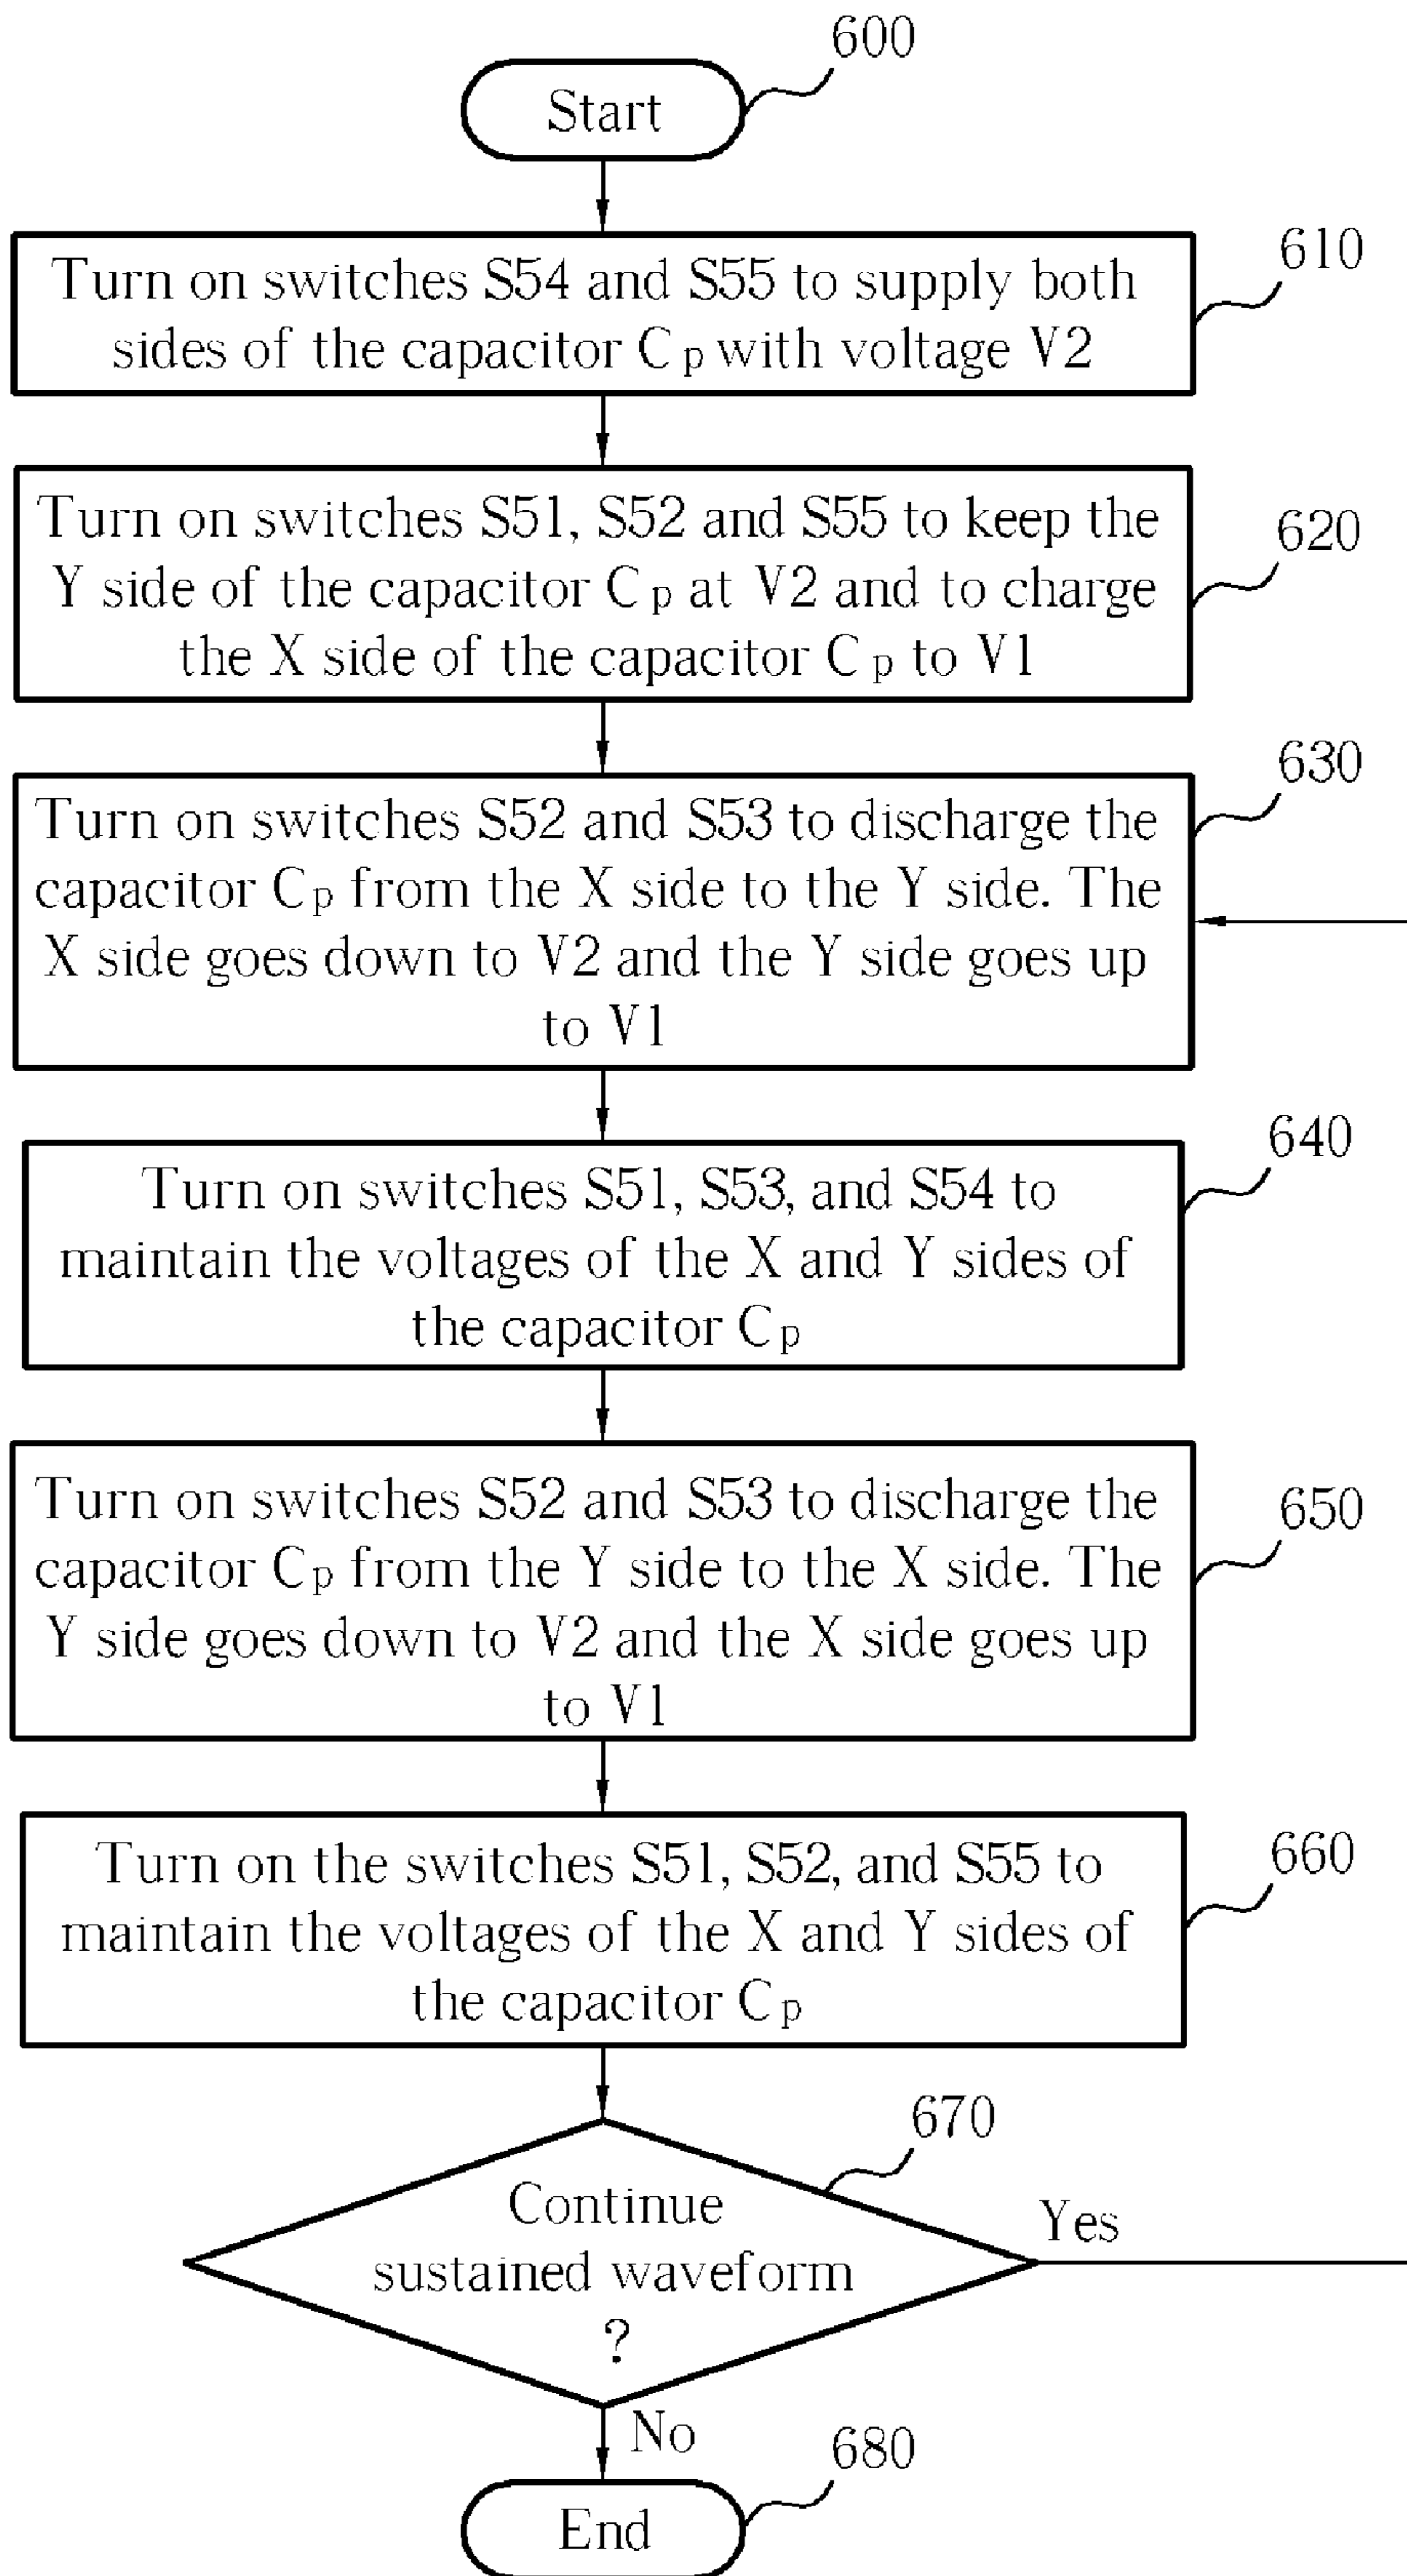 600
Start
610
Turn on switches S54 and S55 to supply both
sides of the capacitor Cp with voltage V2
620
Turn on switches S51, S52 and S55 to keep the
Y side of the capacitor Cp at V2 and to charge
the X side of the capacitor Cp to V1
630
Turn on switches S52 and S53 to discharge the
capacitor Cp from the X side to the Y side. The
X side goes down to V2 and the Y side goes up
to V1
640
Turn on switches S51, S53, and S54 to
maintain the voltages of the X and Y sides of
the capacitor Cp
650
Turn on switches S52 and S53 to discharge the
capacitor Cp from the Y side to the X side. The
Y side goes down to V2 and the X side goes up
to V1
660
Turn on the switches S51, S52, and S55 to
maintain the voltages of the X and Y sides of
the capacitor Cp
670
Continue
sustained waveform
?
Yes
No
680
End